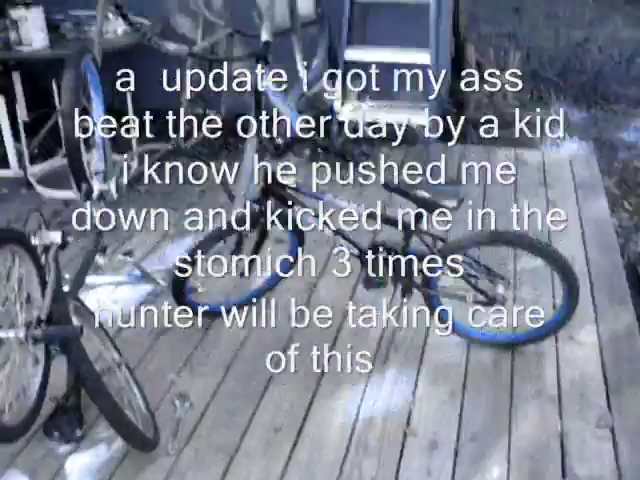 a  update i got my ass
beat the other day by a kid
i know he pushed me
down and kicked me in the
stomich 3 times
hunter will be taking care
of this